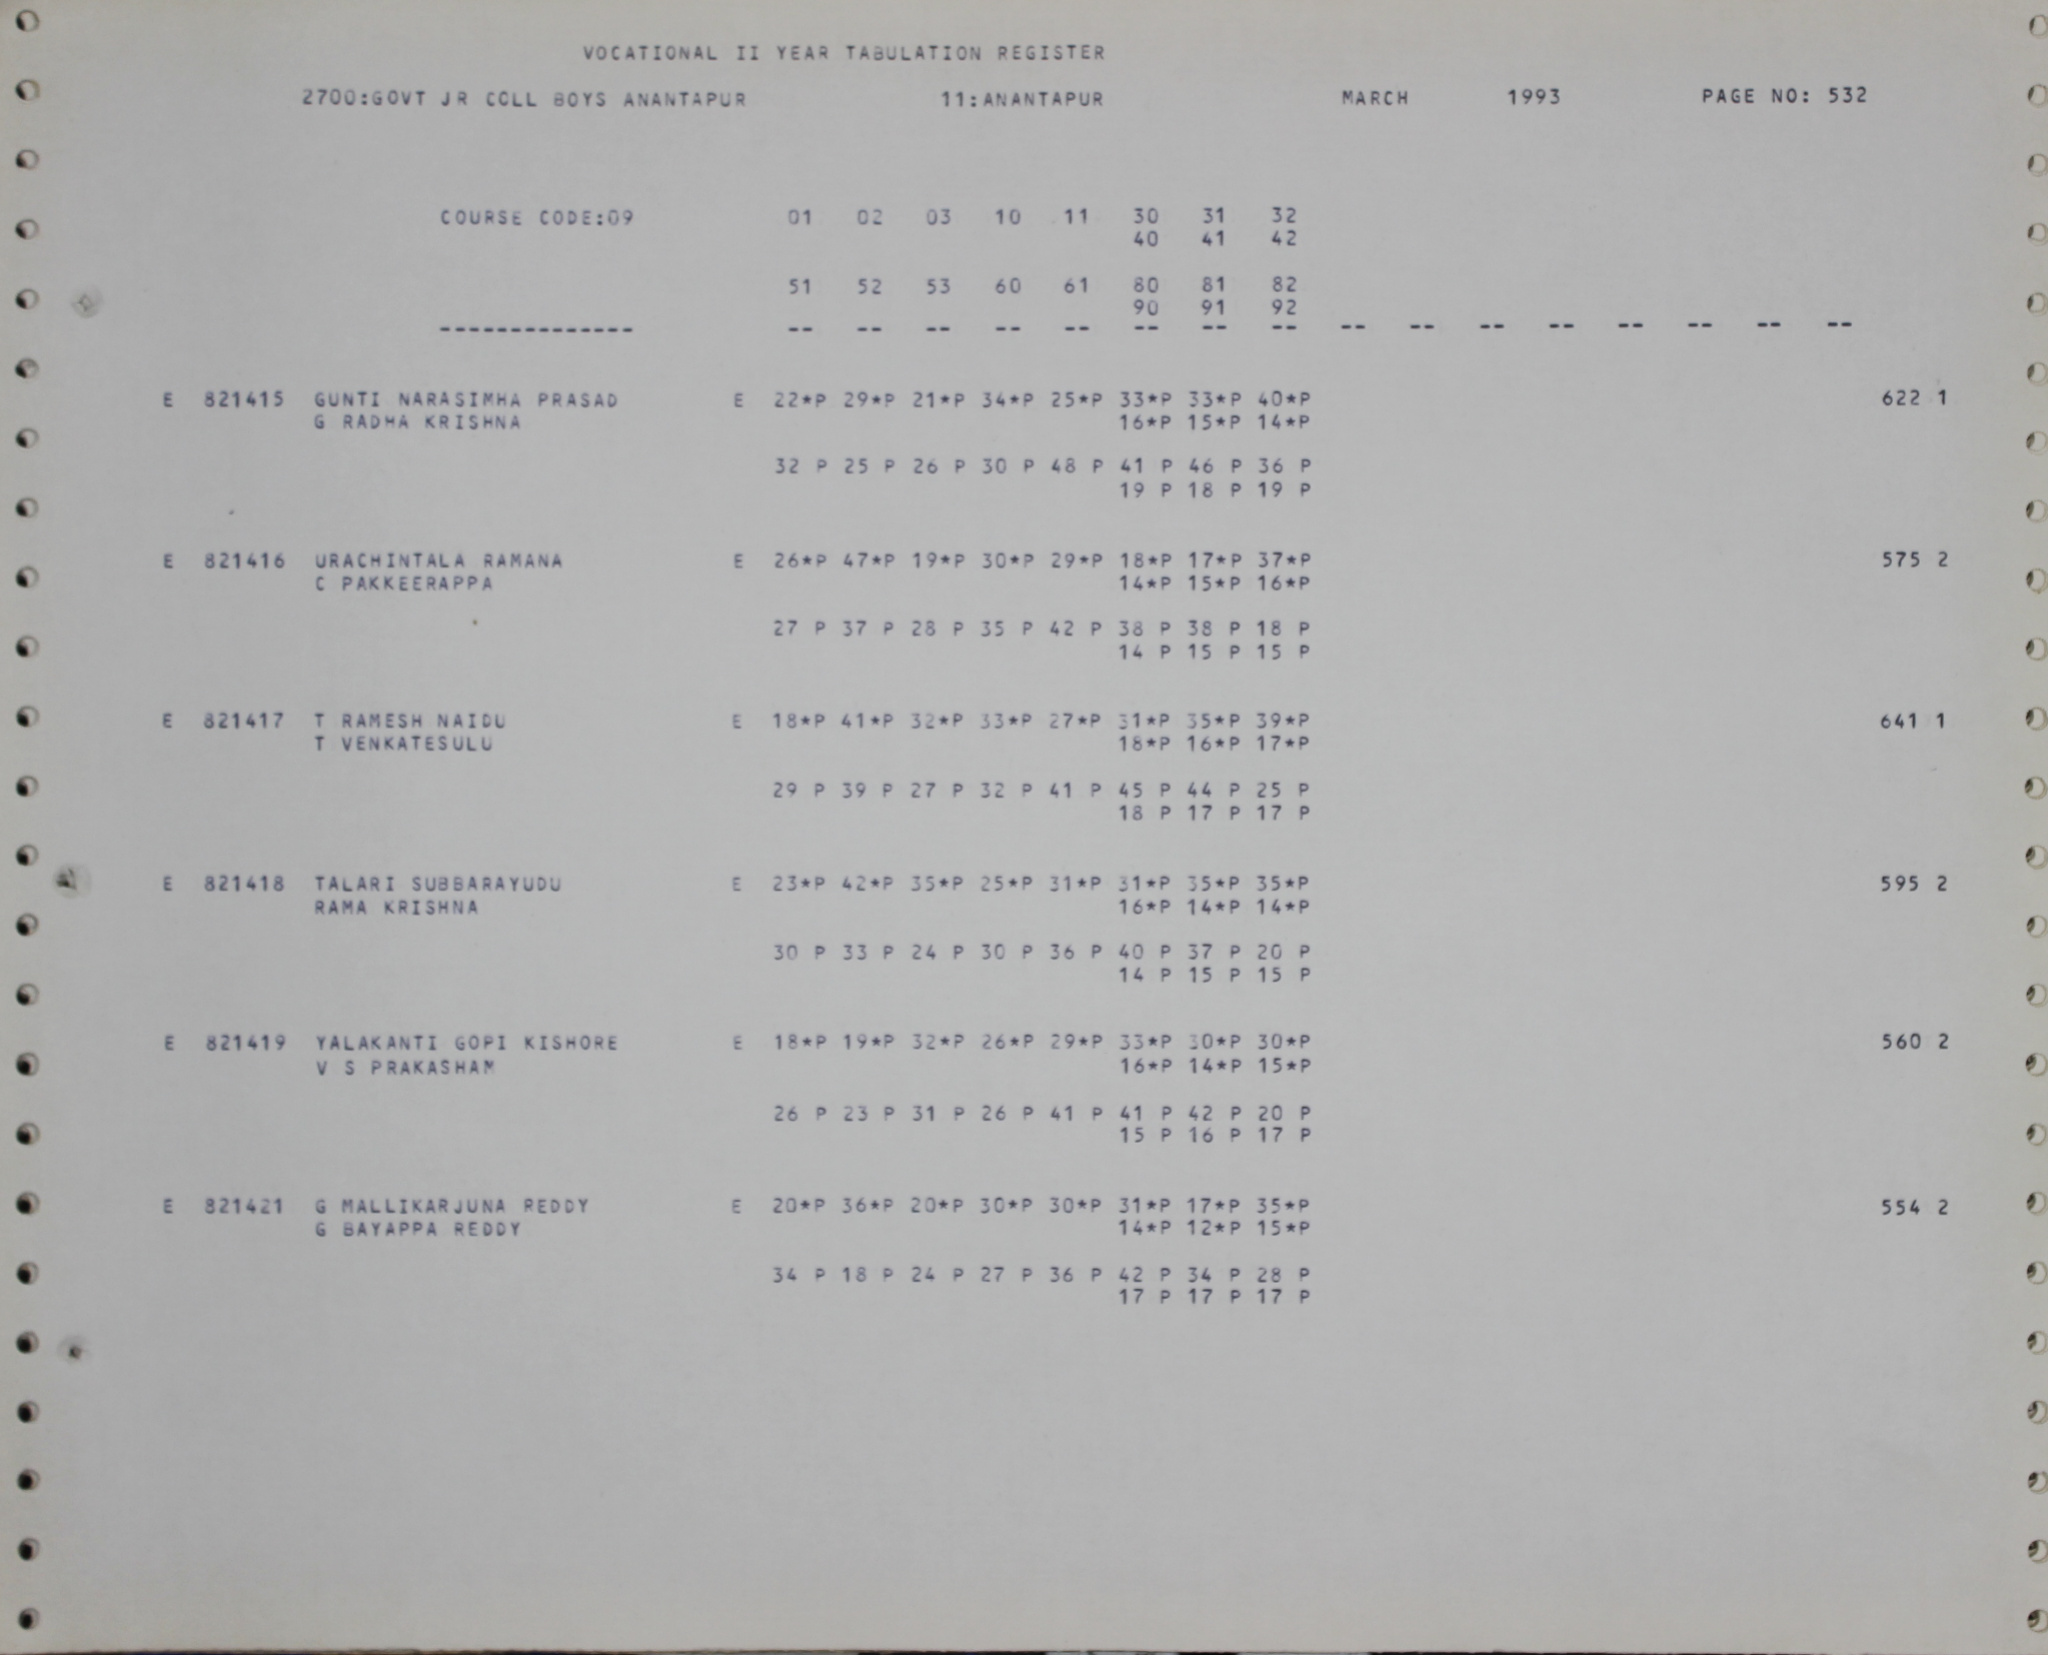 VOCATIONAL II YEAR TABULATION REGISTER
2700:GOVT JR COLL BOYS ANANTAPUR 11:ANANTAPUR MARCH 1993 PAGE NO: 532
COURSE CODE:09 01 02 03 10 11 30 31 32
40 41 42
51 52 53 60 61 80 81 82
90 91 92
-------------- -- -- -- -- -- -- -- -- -- -- -- -- -- -- -- --
E 821415 GUNTI NARASIMHA PRASAD E 22*P 29*P 21*P 34*P 25*P 33*P 33*P 40*P 622 1
G RADHA KRISHNA 16*P 15*P 14*P
32 P 25 P 26 P 30 P 48 P 41 P 46 P 36 P
19 P 18 P 19 P
E 821416 URACHINTALA RAMANA E 26*P 47*P 19*P 30*P 29*P 18*P 17*P 37*P 575 2
C PAKKEERAPPA 14*P 15*P 16*P
27 P 37 P 28 P 35 P 42 P 38 P 38 P 18 P
14 P 15 P 15 P
E 821417 T RAMESH NAIDU E 18*P 41*P 32*P 33*P 27*P 31*P 35*P 39*P 641 1
T VENKATESULU 18*P 16*P 17*P
29 P 39 P 27 P 32 P 41 P 45 P 44 P 25 P
18 P 17 P 17 P
E 821418 TALARI SUBBARAYUDU E 23*P 42*P 35*P 25*P 31*P 31*P 35*P 35*P 595 2
RAMA KRISHNA 16*P 14*P 14*P
30 P 33 P 24 P 30 P 36 P 40 P 37 P 20 P
14 P 15 P 15 P
E 821419 YALAKANTI GOPI KISHORE E 18*P 19*P 32*P 26*P 29*P 33*P 30*P 30*P 560 2
V S PRAKASHAM 16*P 14*P 15*P
26 P 23 P 31 P 26 P 41 P 41 P 42 P 20 P
15 P 16 P 17 P
E 821421 G MALLIKARJUNA REDDY E 20*P 36*P 20*P 30*P 30*P 31*P 17*P 35*P 554 2
G BAYAPPA REDDY 14*P 12*P 15*P
34 P 18 P 24 P 27 P 36 P 42 P 34 P 28 P
17 P 17 P 17 P